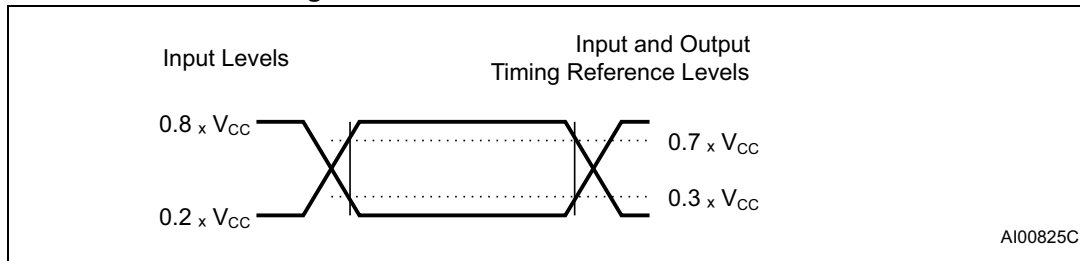 Input Levels
Input and Output
Timing Reference Levels
0.8 x VCC
0.7 x VCC
0.3 x VCC
0.2 x VCC
AI00825C